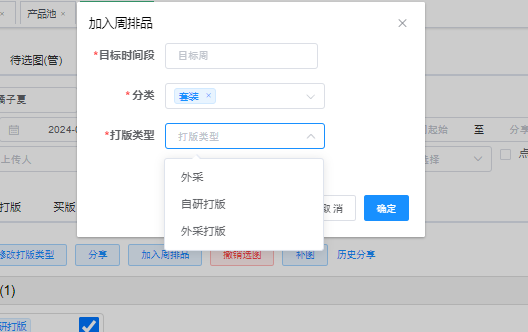 产品池
加入周排品
待选图(管)
*目标时间段
目标周
橘子夏
*分类
套装
2024-0
起始
至
分享
*打版类型
打版类型
上传人
选择
点
外采
自研打版
外采打版
打版
买版
取 消
确定
修改打版类型
分享
加入周排品
撤销选图
补图
历史分享
(1)
研打版